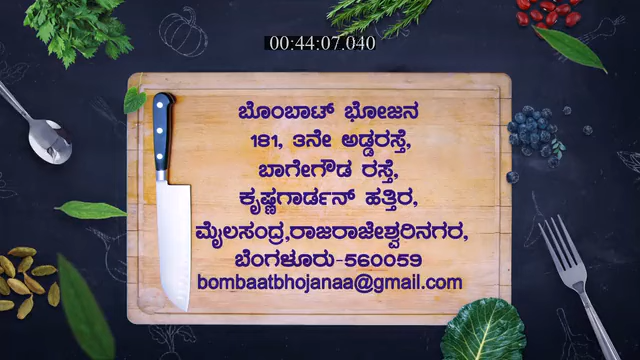 00:44:07.040
ಬೊಂಬಾಟ್ ಭೋಜನ
181, 3ನೇ ಅಡ್ಡರಸ್ತೆ,
ಬಾಗೇಗೌಡ ರಸ್ತೆ,
ಕೃಷ್ಣಗಾರ್ಡನ್ ಹತ್ತಿರ,
ಮೈಲಸಂದ್ರ,ರಾಜರಾಜೇಶ್ವರಿನಗರ,
ಬೆಂಗಳೂರು-560059
bombaatbhojanaa@gmail.com